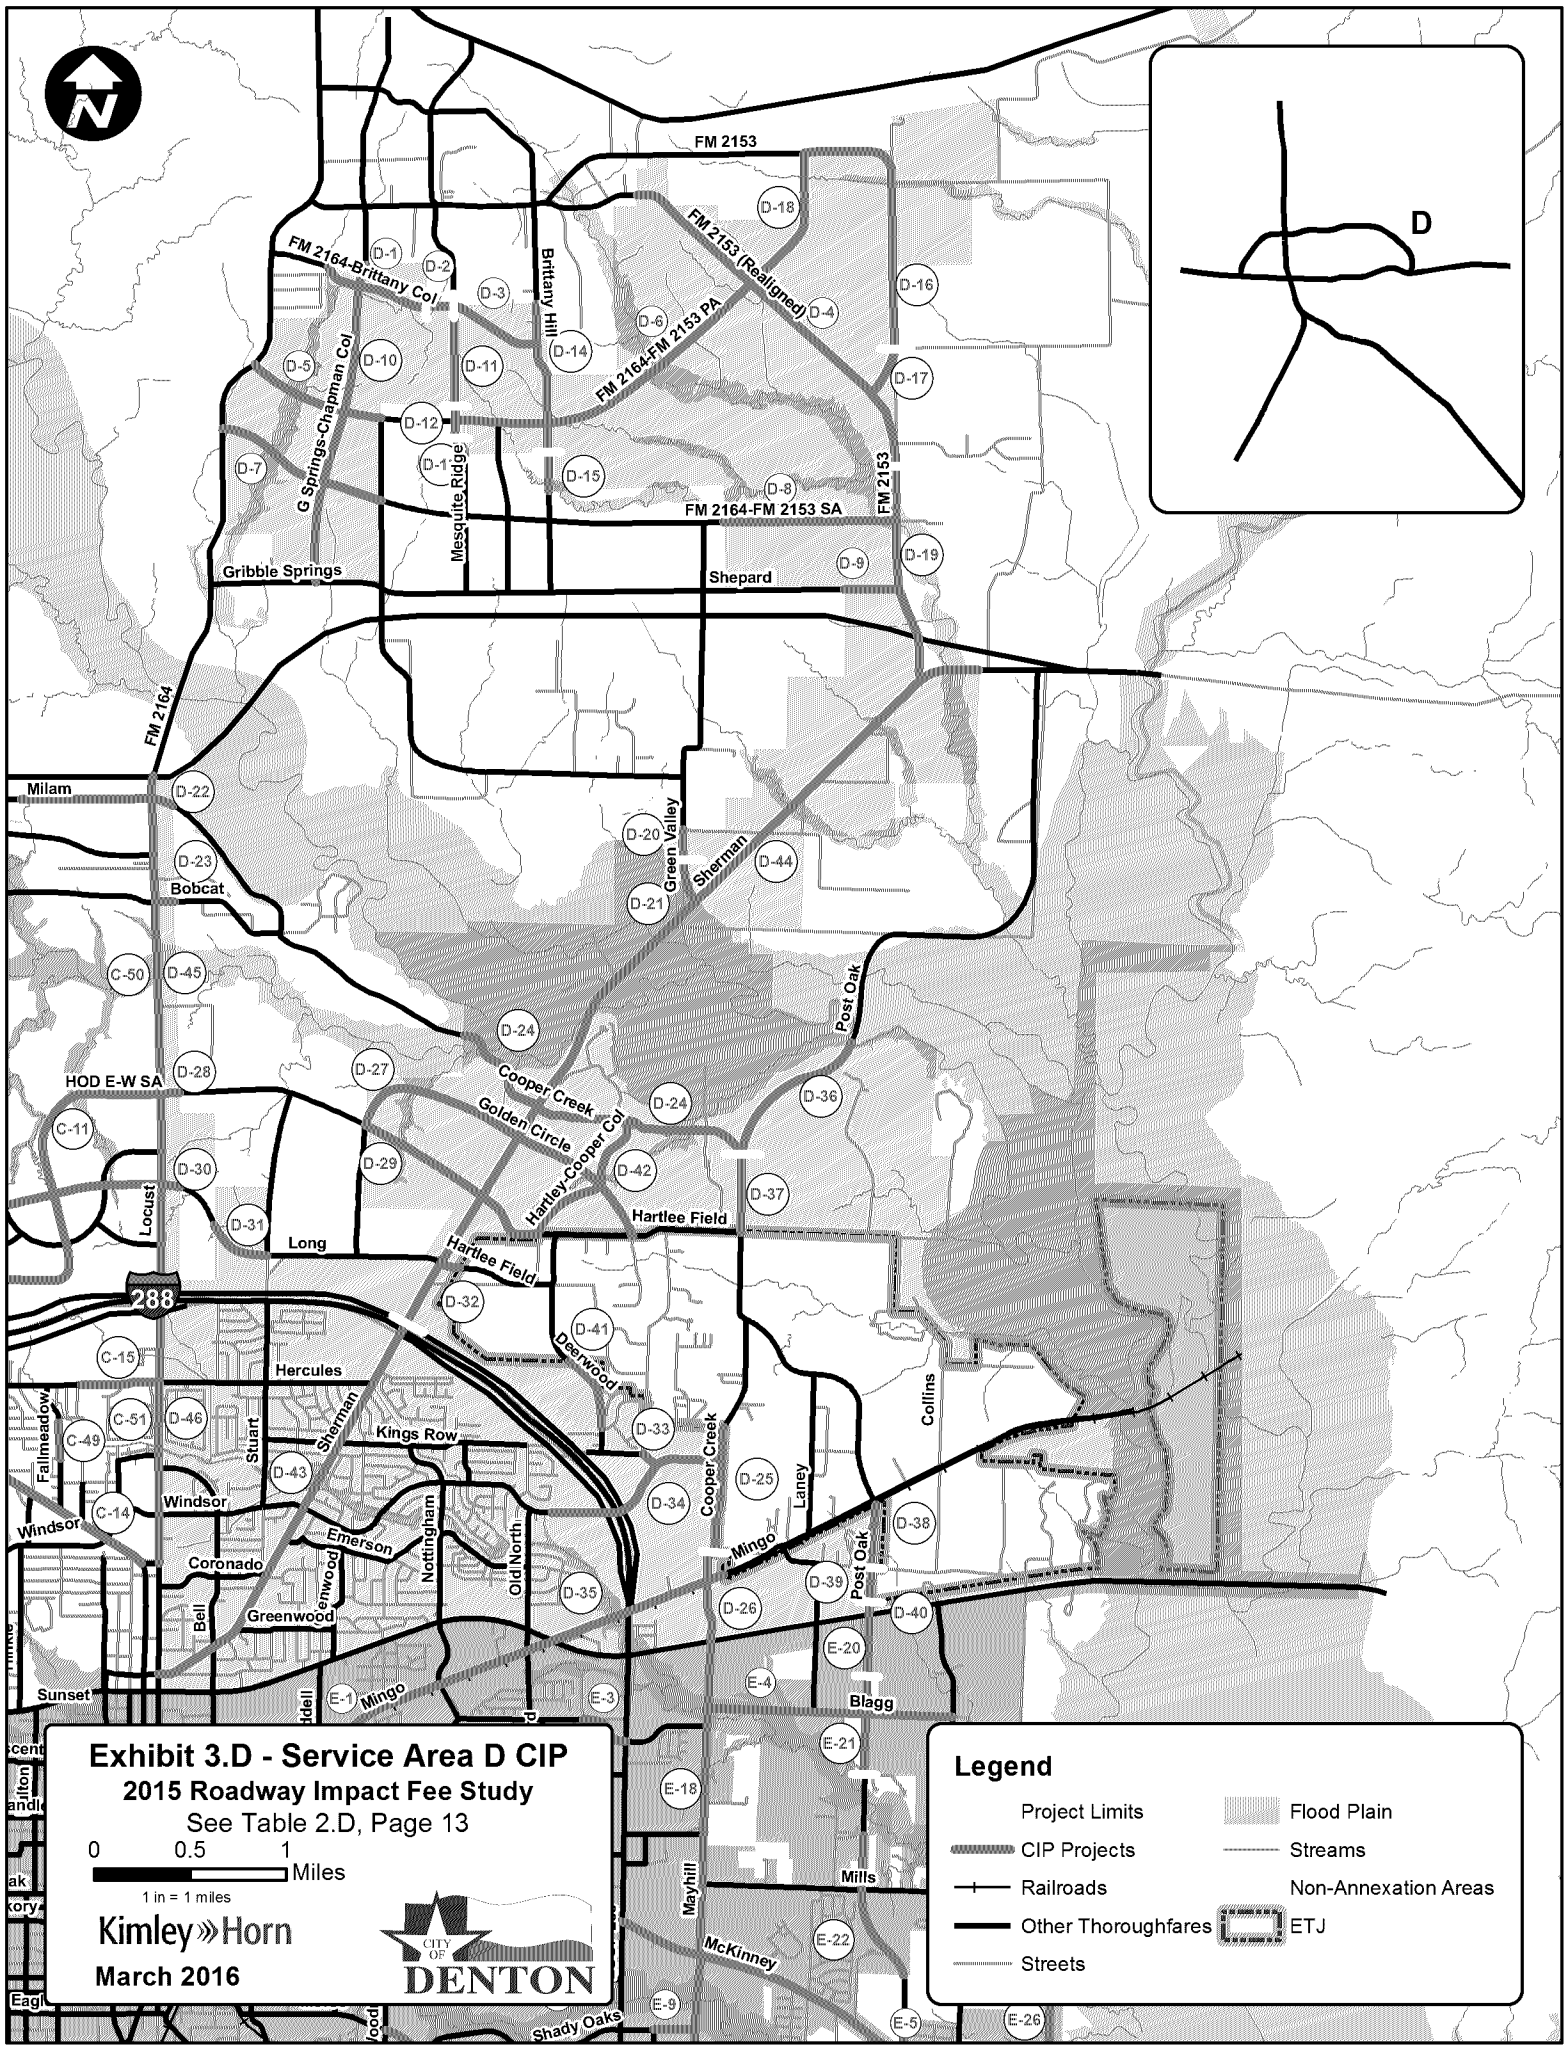 N
FM 2153
D
D-18
FM 2153 (Realigned)
D-1
FM 2164-Brittany Col
D-2
D-3
Brittany Hill
D-16
D-6
D-4
FM 2164-FM 2153 PA
D-14
D-5
D-10
D-11
D-17
G Springs-Chapman Col
D-12
D-7
Mesquite Ridge
D-15
D-8
FM 2153
FM 2164-FM 2153 SA
D-19
D-9
Gribble Springs
Shepard
FM 2164
Milam
D-22
Green Valley
D-20
Sherman
D-44
D-23
Bobcat
D-21
C-50
D-45
Post Oak
D-24
D-28
D-27
HOD E-W SA
Cooper Creek
D-24
D-36
Golden Circle
C-11
Hartley-Cooper Col
D-30
D-29
D-42
D-37
Locust
D-31
Hartlee Field
Long
Hartlee Field
288
D-32
D-41
C-15
Hercules
Deerwood
Collins
Fallmeadow
C-51
D-46
Stuart
Sherman
Kings Row
D-33
Cooper Creek
C-49
D-43
D-25
Laney
C-14
Windsor
Nottingham
D-34
Windsor
Emerson
Old North
Mingo
D-38
Coronado
Post Oak
D-35
D-39
Bell
Greenwood
D-26
D-40
E-20
Sunset
E-1
Mingo
E-3
E-4
Blagg
E-21
E-18
Mayhill
Mills
McKinney
E-22
E-9
E-5
E-26
Shady Oaks
Exhibit 3.D - Service Area D CIP
2015 Roadway Impact Fee Study
See Table 2.D, Page 13
0 0.5 1
Miles
1 in = 1 miles
Kimley»Horn
March 2016
CITY
OF
DENTON
Legend
Project Limits
CIP Projects
Railroads
Other Thoroughfares
Streets
Flood Plain
Streams
Non-Annexation Areas
ETJ